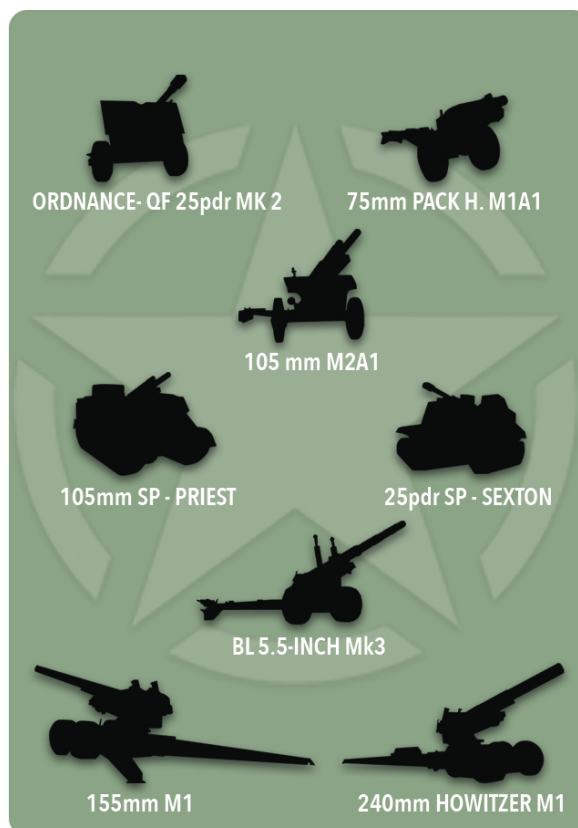 ORDNANCE- QF 25pdr MK 2
75mm PACK H. M1A1
105 mm M2A1
105mm SP - PRIEST
25pdr SP - SEXTON
BL 5.5-INCH Mk3
155mm M1
240mm HOWITZER M1